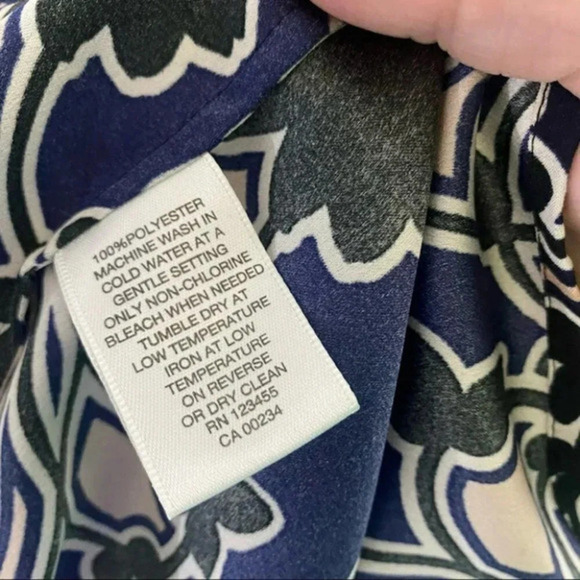 100%POLYESTER
MACHINE WASH IN
COLD WATER AT A
GENTLE SETTING
ONLY NON-CHLORINE
BLEACH WHEN NEEDED
TUMBLE DRY AT
LOW TEMPERATURE
IRON AT LOW
TEMPERATURE
ON REVERSE
OR DRY CLEAN
RN 123455
CA 00234